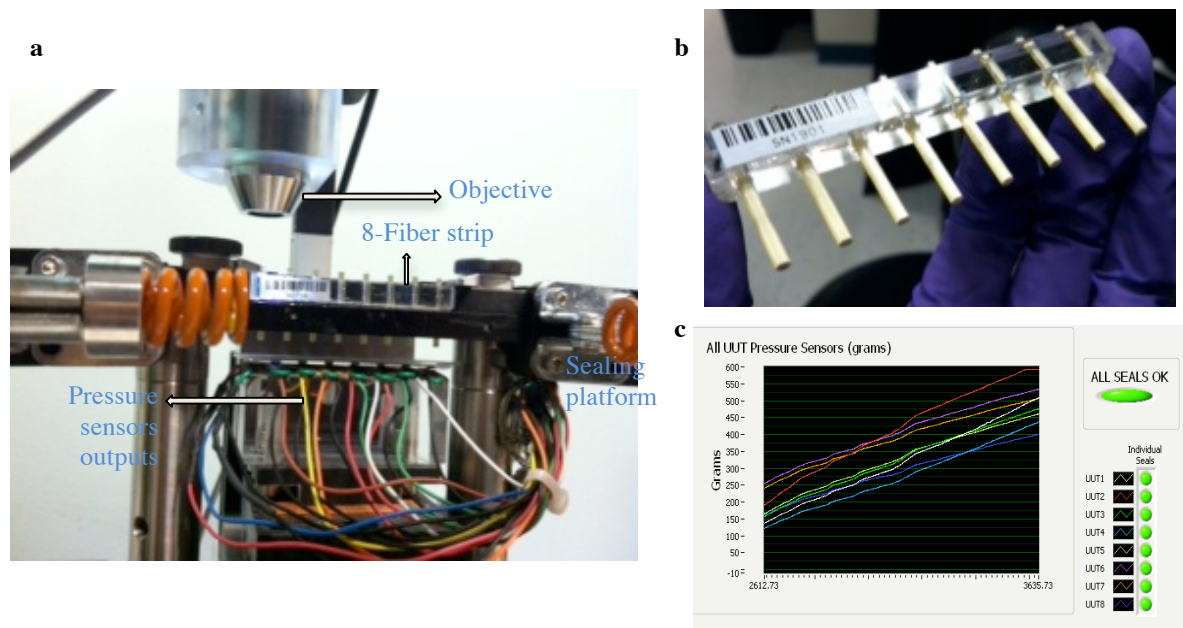 a
Objective
8-Fiber strip
Sealing
platform
Pressure
sensors
outputs
b
SN1901
c
All UUT Pressure Sensors (grams)
Grams
600
550
500
450
400
350
300
250
200
150
100
50
-10
2612.73
3635.73
ALL SEALS OK
Individual
Seals
UUT1
UUT2
UUT3
UUT4
UUT5
UUT6
UUT7
UUT8